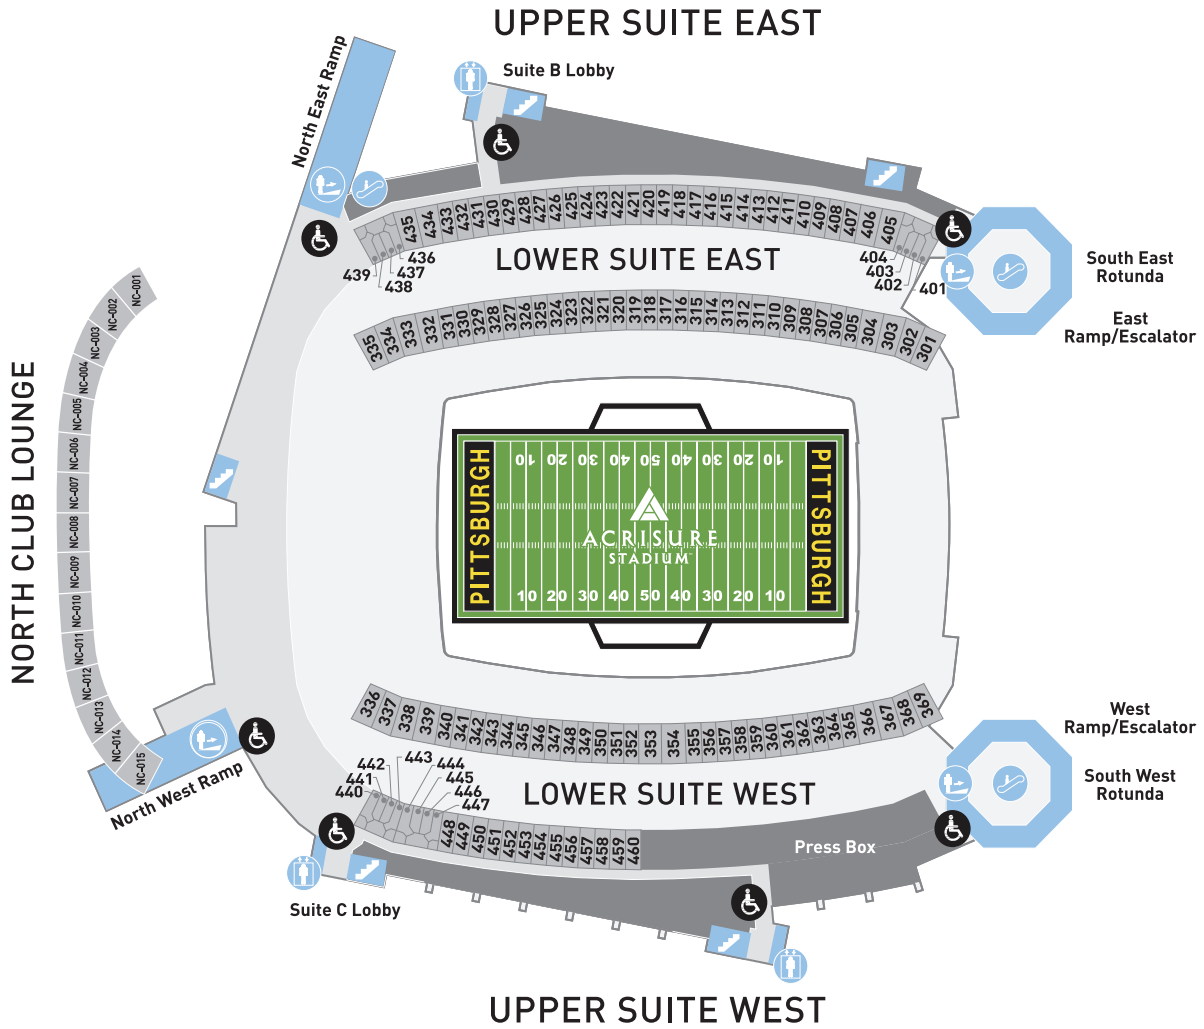 UPPER SUITE EAST
North East Ramp
Suite B Lobby
435 434 433 432 431 430 429 428 427 426 425 424 423 422 421 420 419 418 417 416 415 414 413 412 411 410 409 408 407 406 405
436
437
438
439
404
403
402
401
LOWER SUITE EAST
South East
Rotunda
East
Ramp/Escalator
335 334 333 332 331 330 329 328 327 326 325 324 323 322 321 320 319 318 317 316 315 314 313 312 311 310 309 308 307 306 305 304 303 302 301
NORTH CLUB LOUNGE
NC-001
NC-002
NC-003
NC-004
NC-005
NC-006
NC-007
NC-008
NC-009
NC-010
NC-011
NC-012
NC-013
NC-014
NC-015
PITTSBURGH
10 20 30 40 50 40 30 20 10
ACRISURE
STADIUM
10 20 30 40 50 40 30 20 10
PITTSBURGH
336 337 338 339 340 341 342 343 344 345 346 347 348 349 350 351 352 353 354 355 356 357 358 359 360 361 362 363 364 365 366 367 368 369
West
Ramp/Escalator
South West
Rotunda
North West Ramp
LOWER SUITE WEST
440
441
442
443
444
445
446
447
448 449 450 451 452 453 454 455 456 457 458 459 460
Press Box
Suite C Lobby
UPPER SUITE WEST